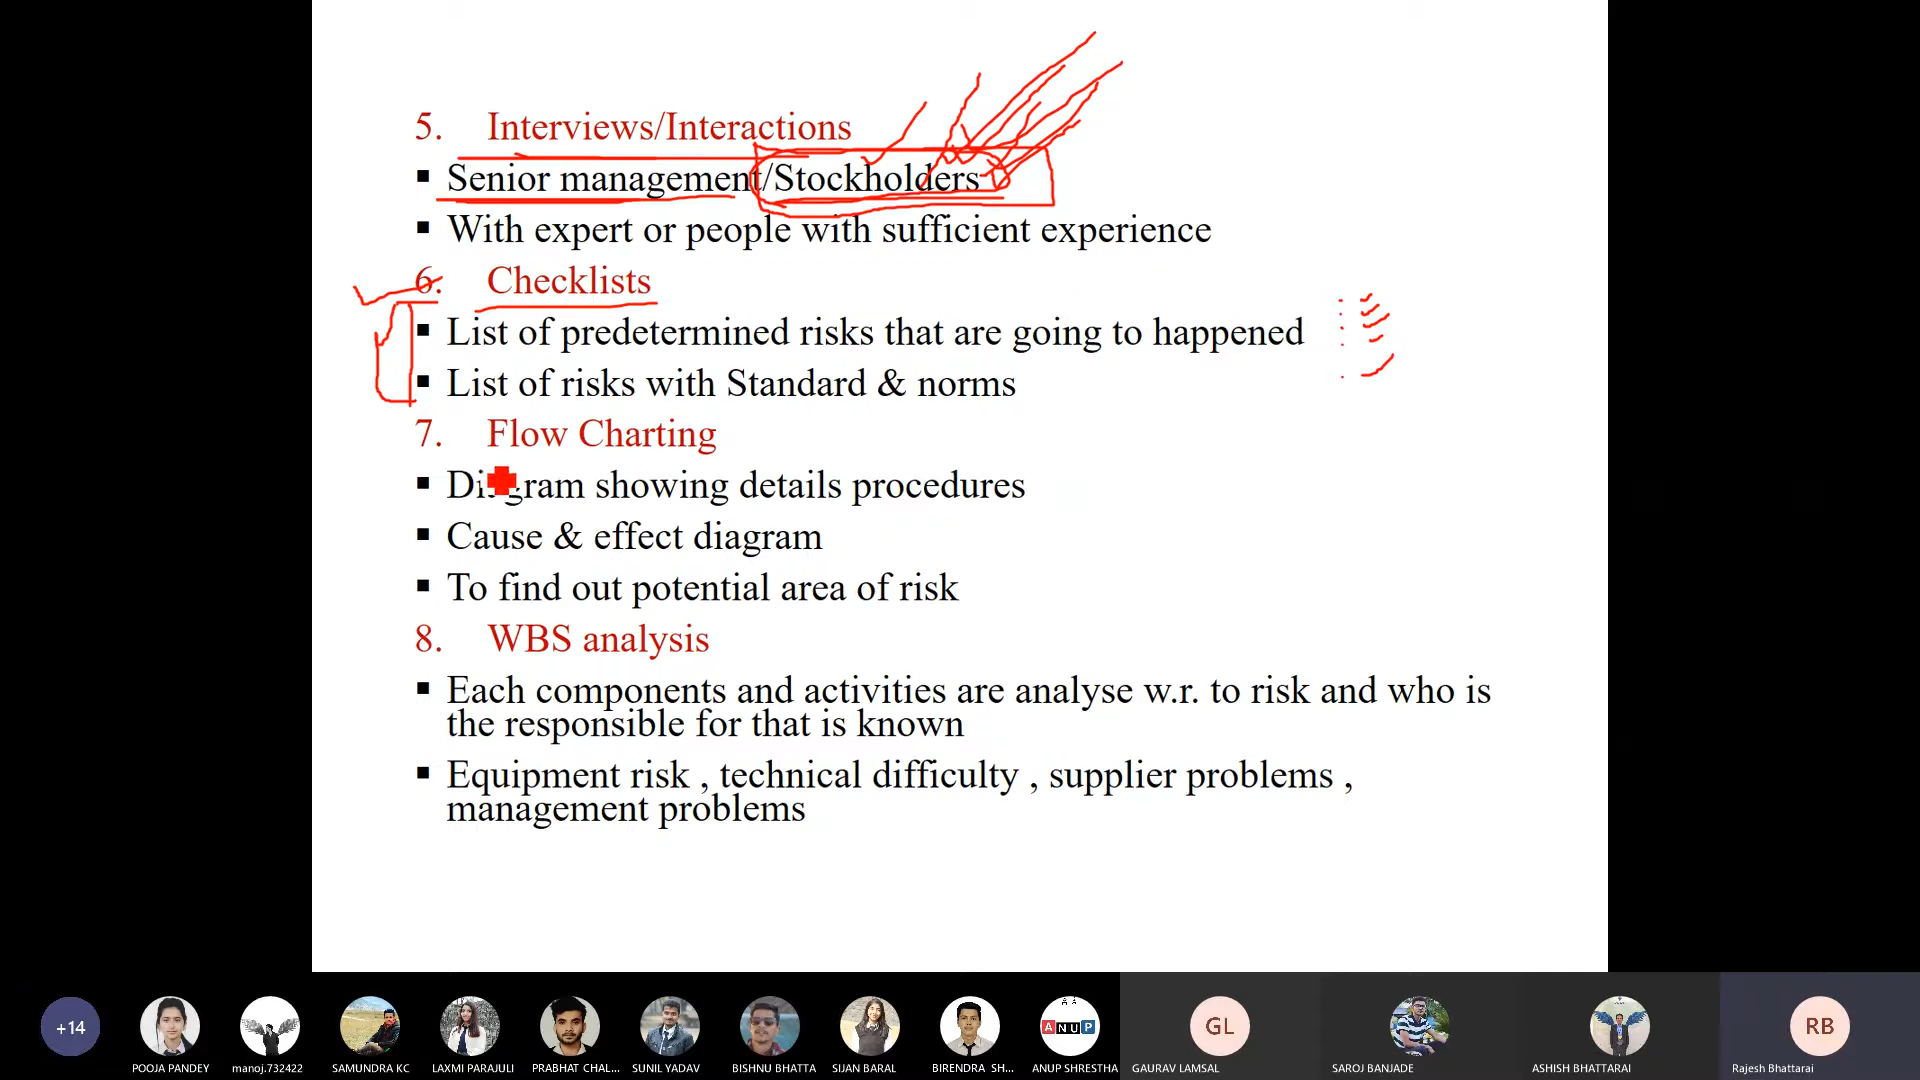 5. Interviews/Interactions
▪ Senior management/Stockholders
▪ With expert or people with sufficient experience
6. Checklists
▪ List of predetermined risks that are going to happened
▪ List of risks with Standard & norms
7. Flow Charting
▪ Diagram showing details procedures
▪ Cause & effect diagram
▪ To find out potential area of risk
8. WBS analysis
▪ Each components and activities are analyse w.r. to risk and who is
the responsible for that is known
▪ Equipment risk , technical difficulty , supplier problems ,
management problems
+14
ANUP
GL
RB
POOJA PANDEY
manoj.732422
SAMUNDRA KC
LAXMI PARAJULI
PRABHAT CHAL...
SUNIL YADAV
BISHNU BHATTA
SIJAN BARAL
BIRENDRA SH...
ANUP SHRESTHA
GAURAV LAMSAL
SAROJ BANJADE
ASHISH BHATTARAI
Rajesh Bhattarai